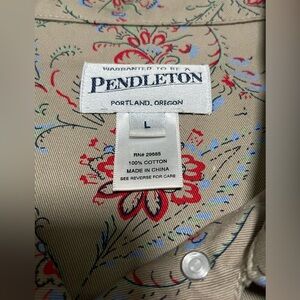 WARRANTED TO BE A
PENDLETON
PORTLAND, OREGON
L
RN# 29685
100% COTTON
MADE IN CHINA
SEE REVERSE FOR CARE